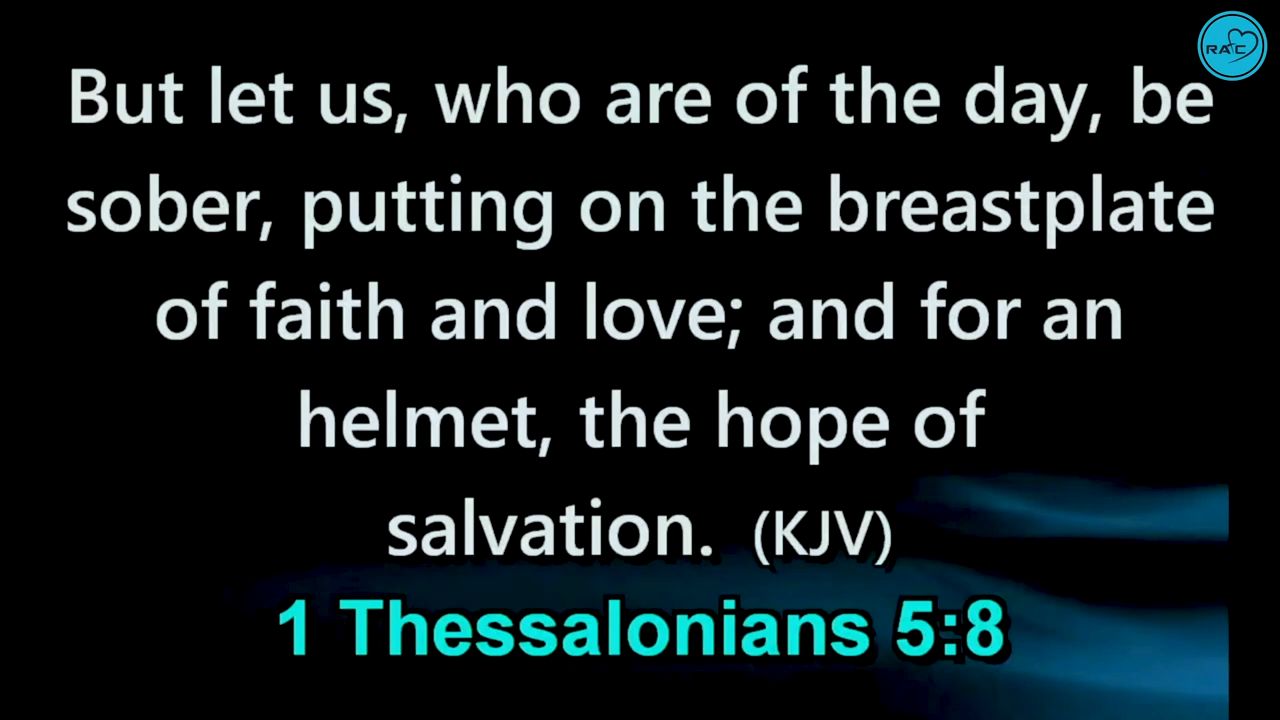 RAC
But let us, who are of the day, be
sober, putting on the breastplate
of faith and love; and for an
helmet, the hope of
salvation. (KJV)
1 Thessalonians 5:8